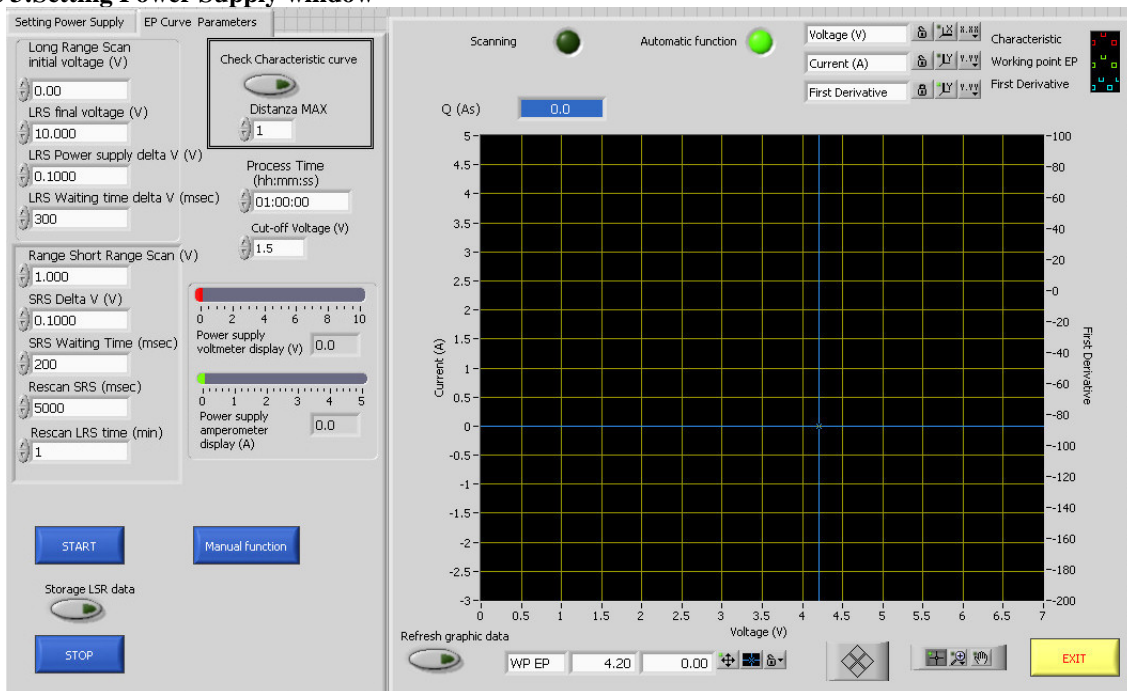 3.Setting Power Supply window
Setting Power Supply
EP Curve Parameters
Long Range Scan
initial voltage (V)
0.00
LRS final voltage (V)
10.000
LRS Power supply delta V (V)
0.1000
LRS Waiting time delta V (msec)
300
Check Characteristic curve
Distanza MAX
1
Process Time
(hh:mm:ss)
01:00:00
Cut-off Voltage (V)
1.5
Range Short Range Scan (V)
1.000
SRS Delta V (V)
0.1000
SRS Waiting Time (msec)
200
Rescan SRS (msec)
5000
Rescan LRS time (min)
1
0 2 4 6 8 10
Power supply
voltmeter display (V)
0.0
0 1 2 3 4 5
Power supply
amperometer
display (A)
0.0
START
Manual function
Storage LSR data
STOP
Scanning
Automatic function
Voltage (V)
X.XX
Characteristic
Current (A)
Y.YY
Working point EP
First Derivative
Y.YY
First Derivative
Q (As)
0.0
5
4.5
4
3.5
3
2.5
2
1.5
1
0.5
0
-0.5
-1
-1.5
-2
-2.5
-3
Current (A)
-100
-80
-60
-40
-20
-0
--20
--40
--60
--80
--100
--120
--140
--160
--180
--200
First Derivative
0 0.5 1 1.5 2 2.5 3 3.5 4 4.5 5 5.5 6 6.5 7
Voltage (V)
Refresh graphic data
WP EP 4.20 0.00
EXIT